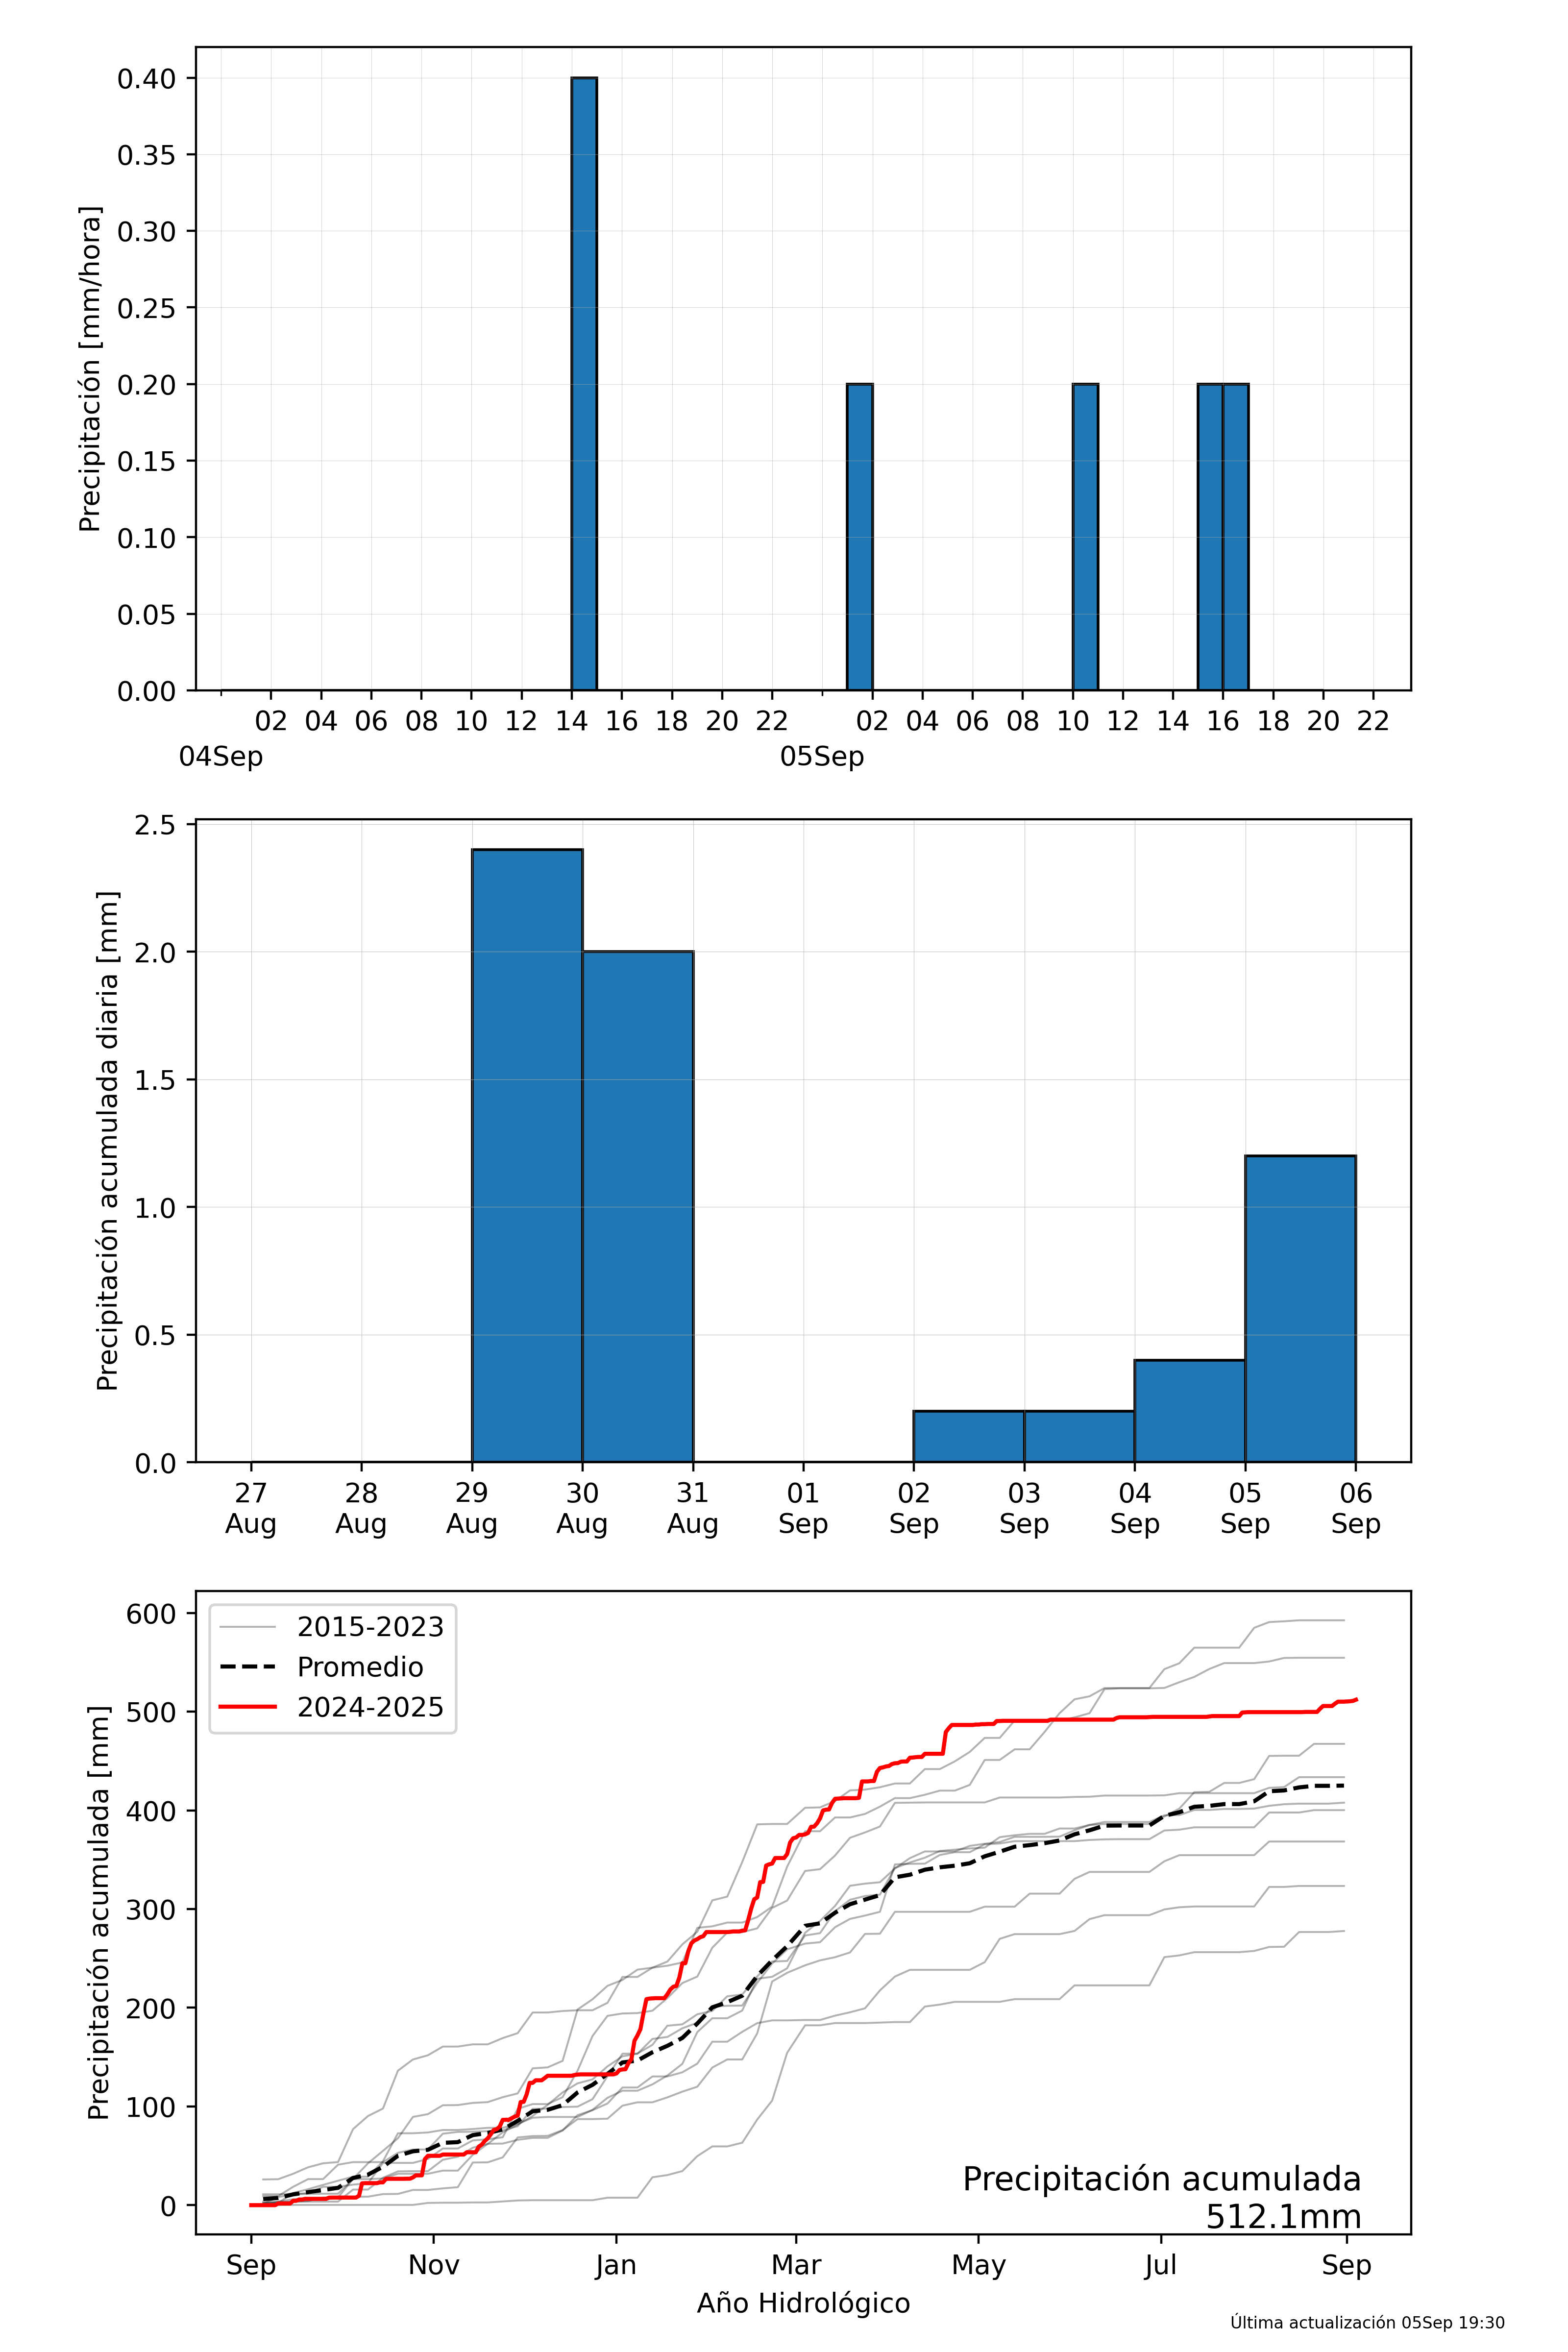 Precipitación [mm/hora]
0.40
0.35
0.30
0.25
0.20
0.15
0.10
0.05
0.00
02 04 06 08 10 12 14 16 18 20 22 02 04 06 08 10 12 14 16 18 20 22
04Sep 05Sep
Precipitación acumulada diaria [mm]
2.5
2.0
1.5
1.0
0.5
0.0
27 28 29 30 31 01 02 03 04 05 06
Aug Aug Aug Aug Aug Sep Sep Sep Sep Sep Sep
Precipitación acumulada [mm]
600
500
400
300
200
100
0
2015-2023
Promedio
2024-2025
Precipitación acumulada
512.1mm
Sep Nov Jan Mar May Jul Sep
Año Hidrológico
Última actualización 05Sep 19:30